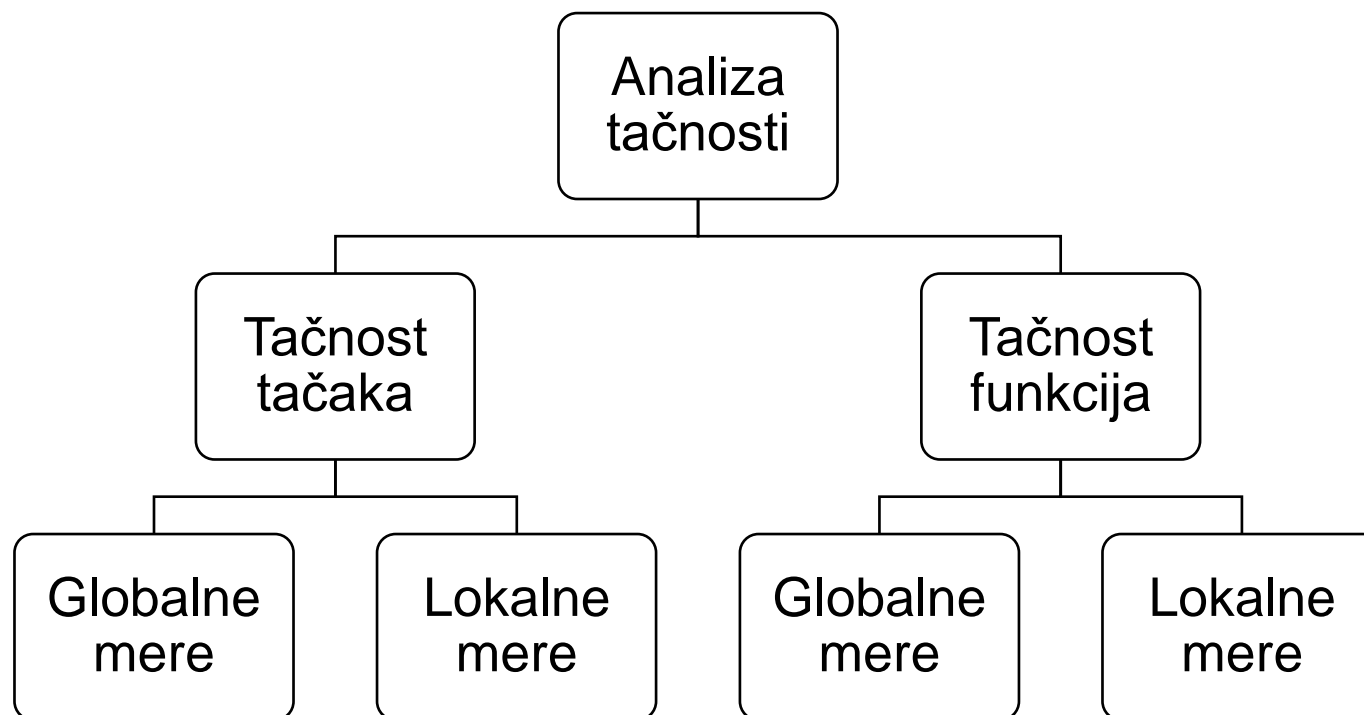 Analiza
tačnosti
Tačnost
tačaka
Tačnost
funkcija
Globalne
mere
Lokalne
mere
Globalne
mere
Lokalne
mere